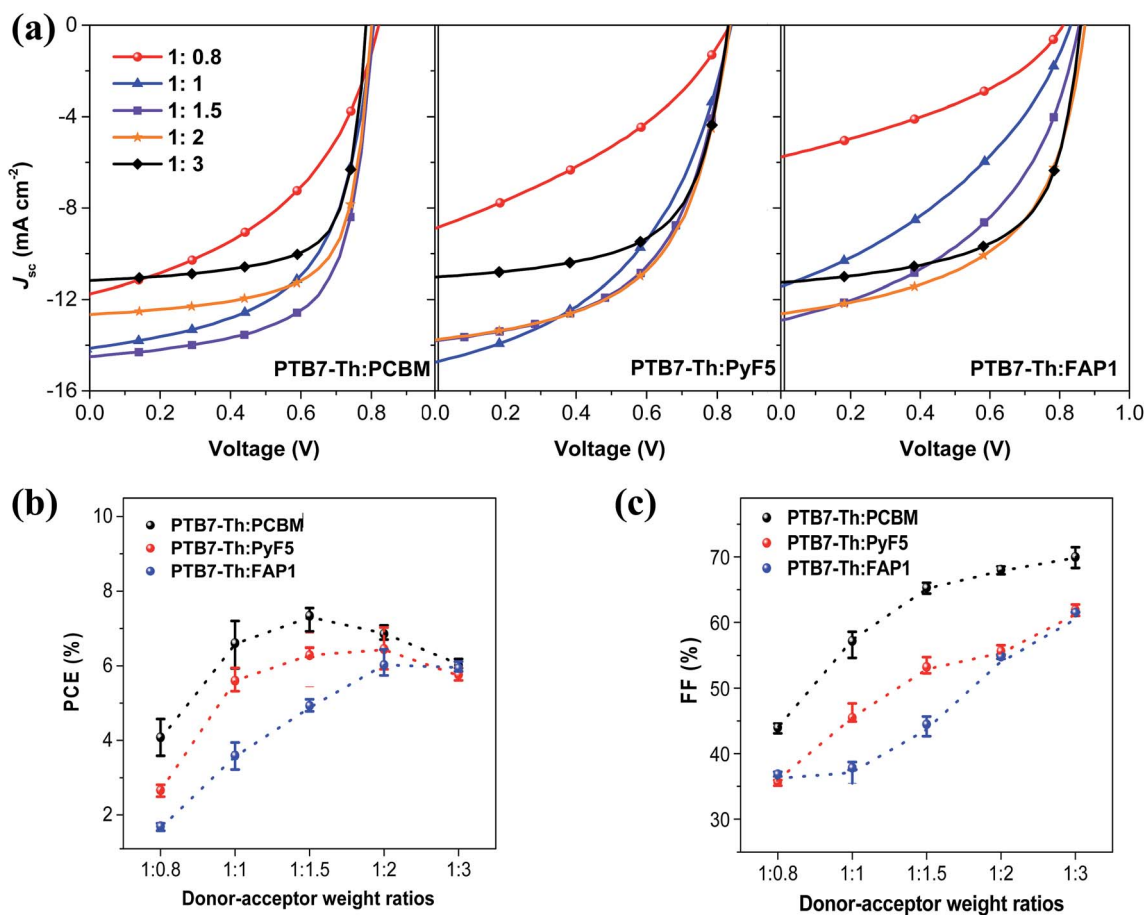 (a)
0
-4
-8
-12
-16
J_sc (mA cm⁻²)
1: 0.8
1: 1
1: 1.5
1: 2
1: 3
PTB7-Th:PCBM
PTB7-Th:PyF5
PTB7-Th:FAP1
0.0 0.2 0.4 0.6 0.8 0.0 0.2 0.4 0.6 0.8 0.0 0.2 0.4 0.6 0.8 1.0
Voltage (V) Voltage (V) Voltage (V)
(b)
10
8
6
4
2
PCE (%)
PTB7-Th:PCBM
PTB7-Th:PyF5
PTB7-Th:FAP1
1:0.8 1:1 1:1.5 1:2 1:3
Donor-acceptor weight ratios
(c)
70
60
50
40
30
FF (%)
PTB7-Th:PCBM
PTB7-Th:PyF5
PTB7-Th:FAP1
1:0.8 1:1 1:1.5 1:2 1:3
Donor-acceptor weight ratios